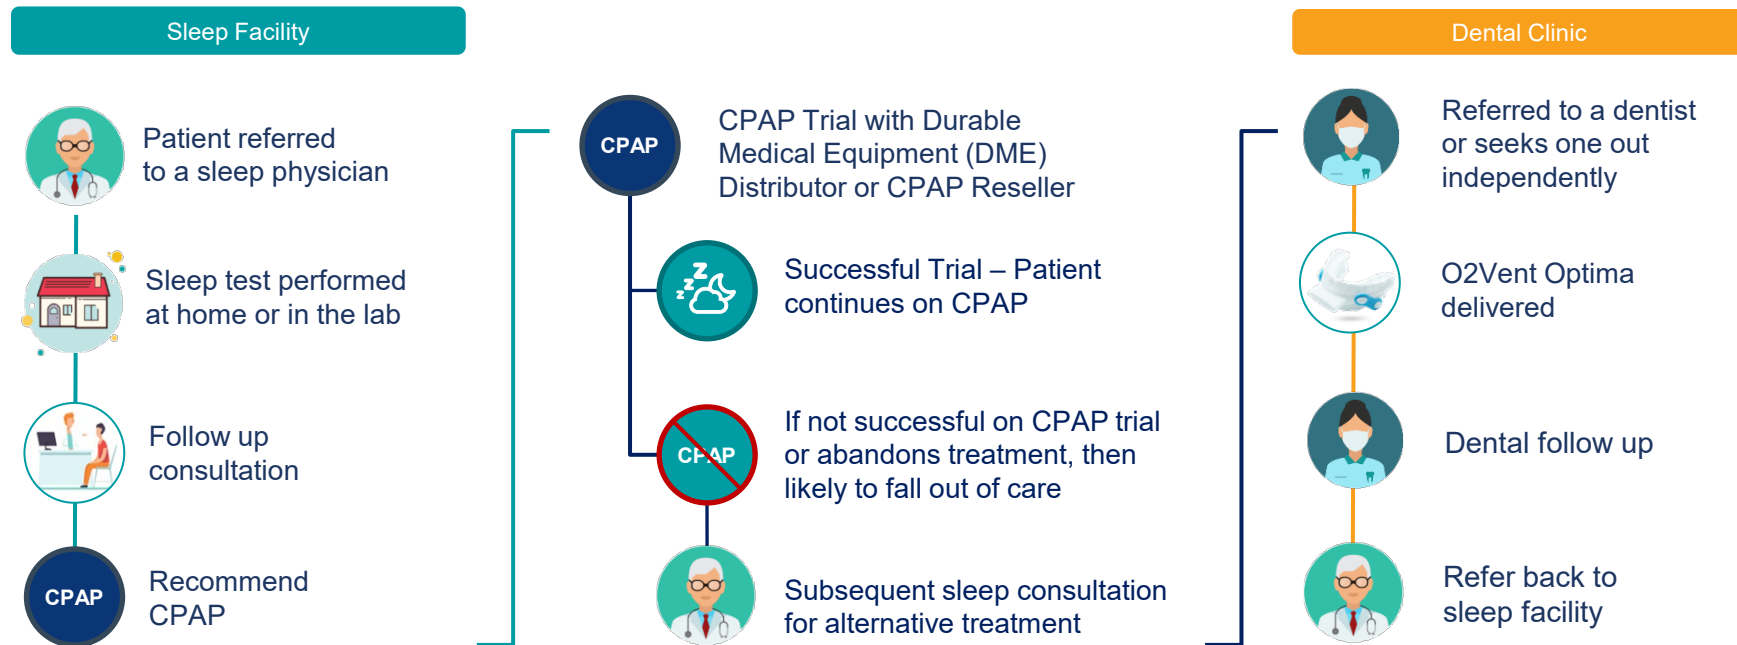 Sleep Facility
Patient referred
to a sleep physician
Sleep test performed
at home or in the lab
Follow up
consultation
CPAP
Recommend
CPAP
CPAP
CPAP Trial with Durable
Medical Equipment (DME)
Distributor or CPAP Reseller
z z z z
Successful Trial – Patient
continues on CPAP
CPAP
If not successful on CPAP trial
or abandons treatment, then
likely to fall out of care
Subsequent sleep consultation
for alternative treatment
Dental Clinic
Referred to a dentist
or seeks one out
independently
O2Vent Optima
delivered
Dental follow up
Refer back to
sleep facility